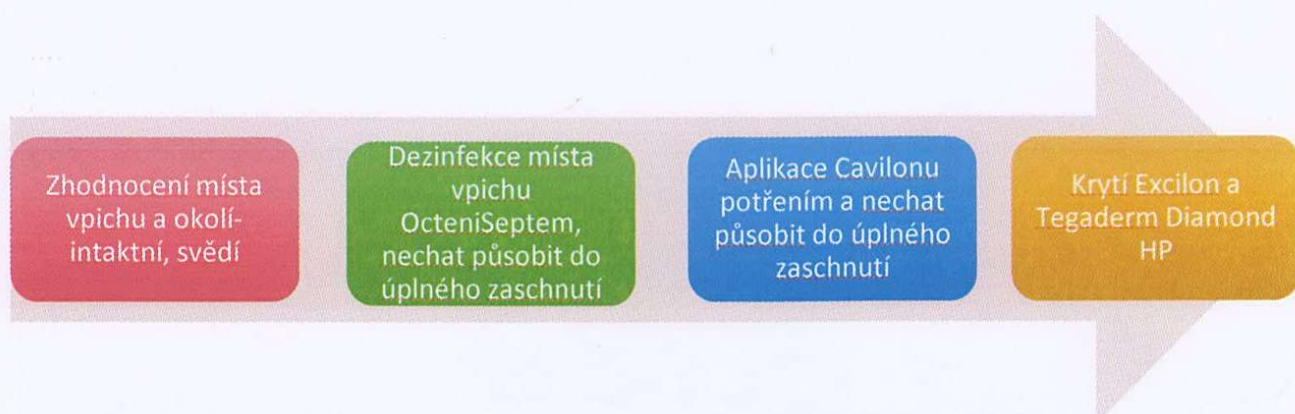 Zhodnocení místa
vpichu a okolí-
intaktní, svědí
Dezinfekce místa
vpichu
OcteniSeptem,
nechat působit do
úplného zaschnutí
Aplikace Cavilonu
potřením a nechat
působit do úplného
zaschnutí
Krytí Excilon a
Tegaderm Diamond
HP